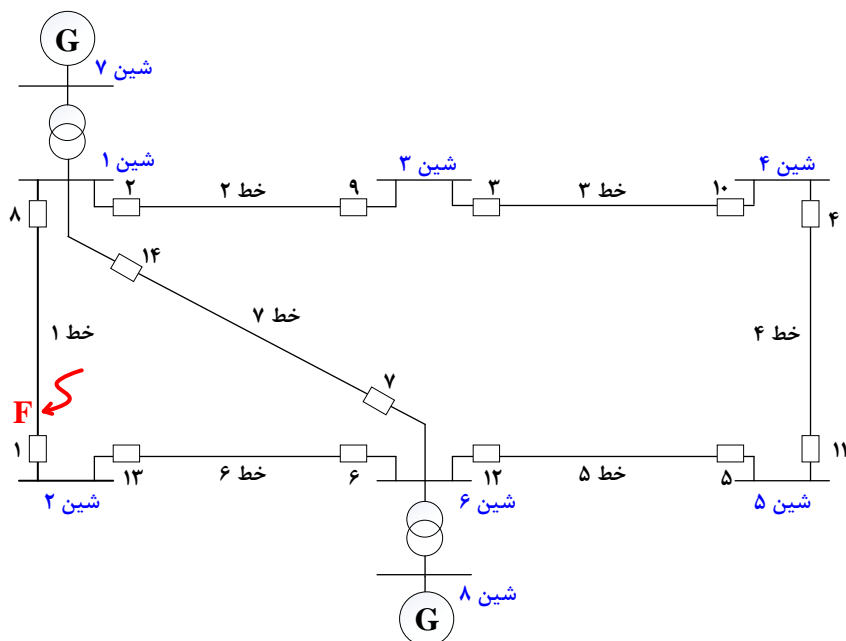 G
شین ۷
شین ۱
شین ۳
شین ۴
۲
خط ۲
۹
۳
خط ۳
۱۰
۸
۴
۱۴
خط ۷
خط ۱
خط ۴
۷
F
۱
۱۳
خط ۶
۶
۱۲
خط ۵
۵
۱۱
شین ۲
شین ۶
شین ۵
شین ۸
G